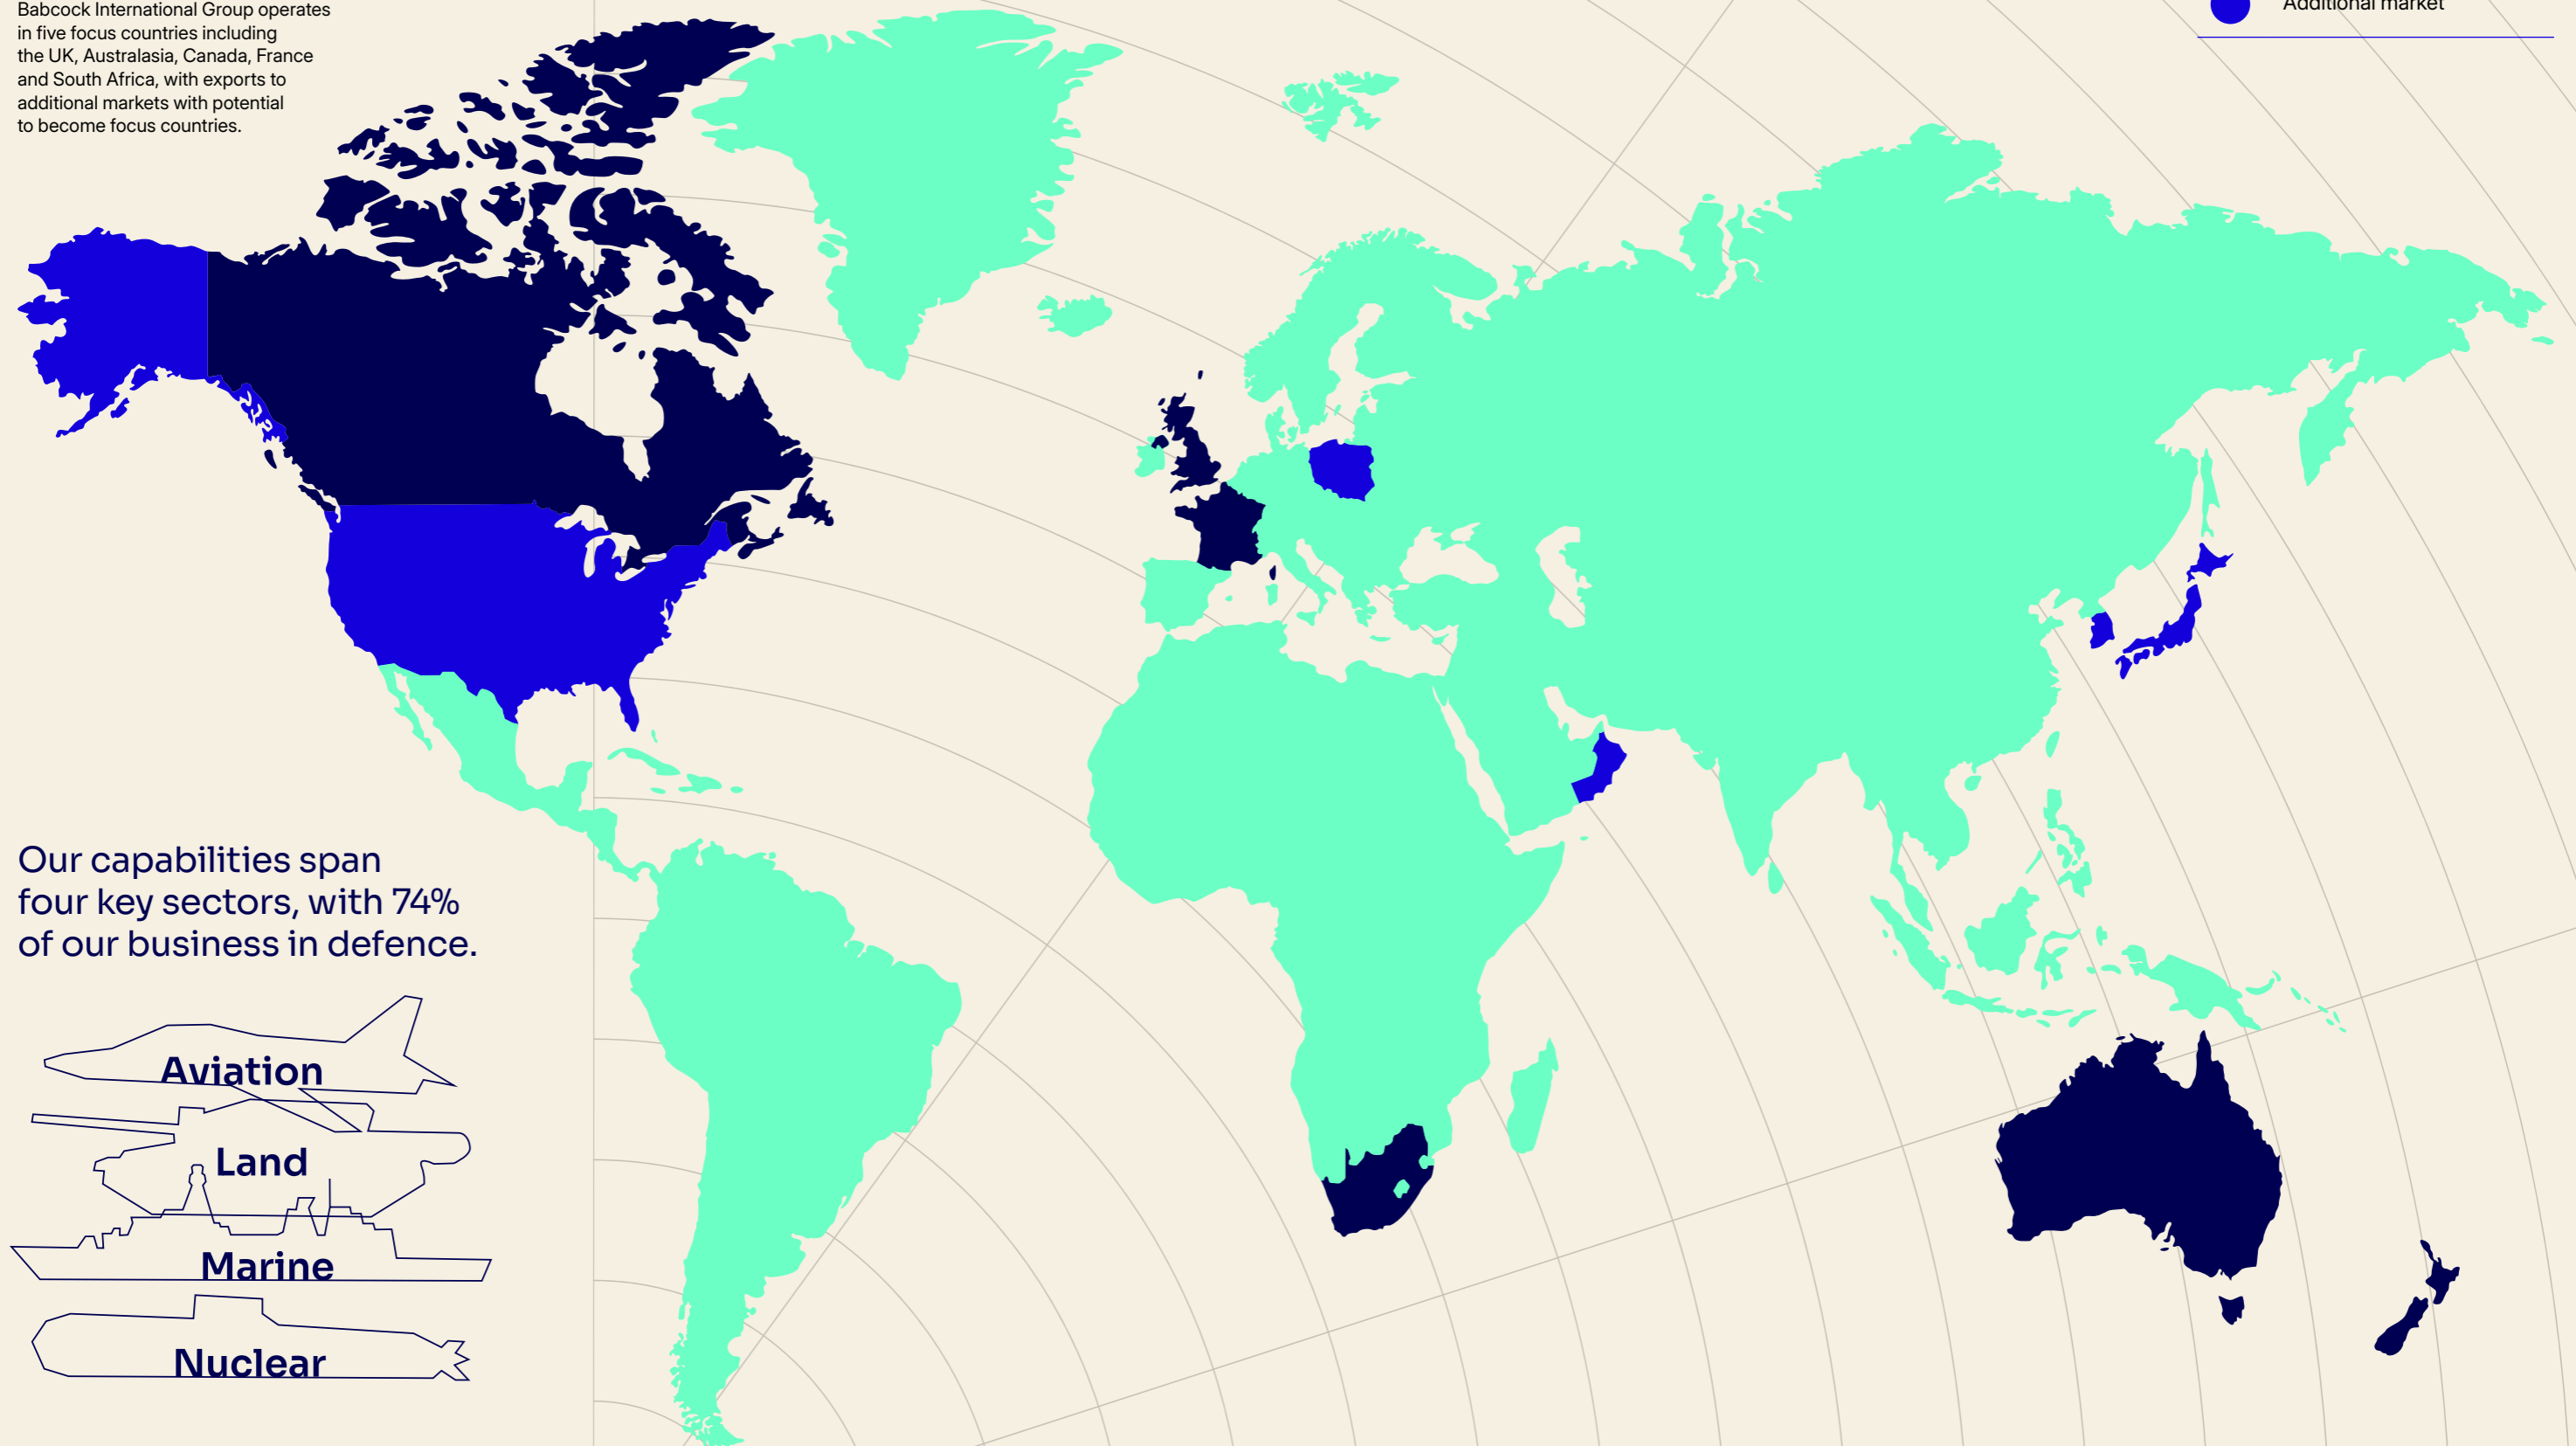 Babcock International Group operates
in five focus countries including
the UK, Australasia, Canada, France
and South Africa, with exports to
additional markets with potential
to become focus countries.
Additional market
Our capabilities span
four key sectors, with 74%
of our business in defence.
Aviation
Land
Marine
Nuclear